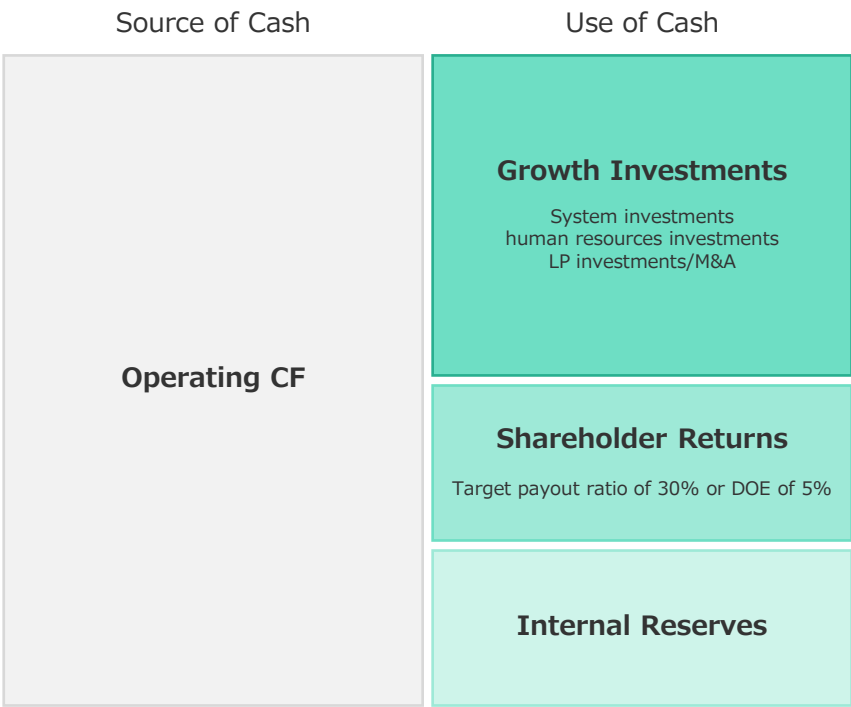 Source of Cash
Use of Cash
Operating CF
Growth Investments
System investments
human resources investments
LP investments/M&A
Shareholder Returns
Target payout ratio of 30% or DOE of 5%
Internal Reserves